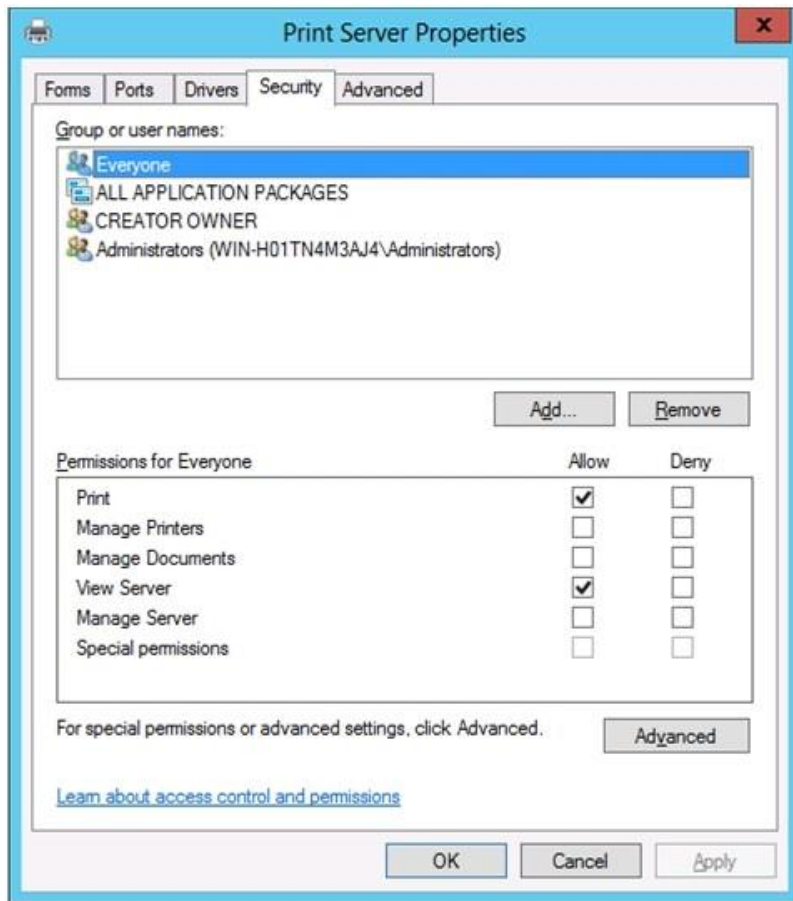 Print Server Properties
x
Forms Ports Drivers Security Advanced
Group or user names:
Everyone
ALL APPLICATION PACKAGES
CREATOR OWNER
Administrators (WIN-H01TN4M3AJ4\Administrators)
Add... Remove
Permissions for Everyone Allow Deny
Print
Manage Printers
Manage Documents
View Server
Manage Server
Special permissions
For special permissions or advanced settings, click Advanced. Advanced
Learn about access control and permissions
OK Cancel Apply